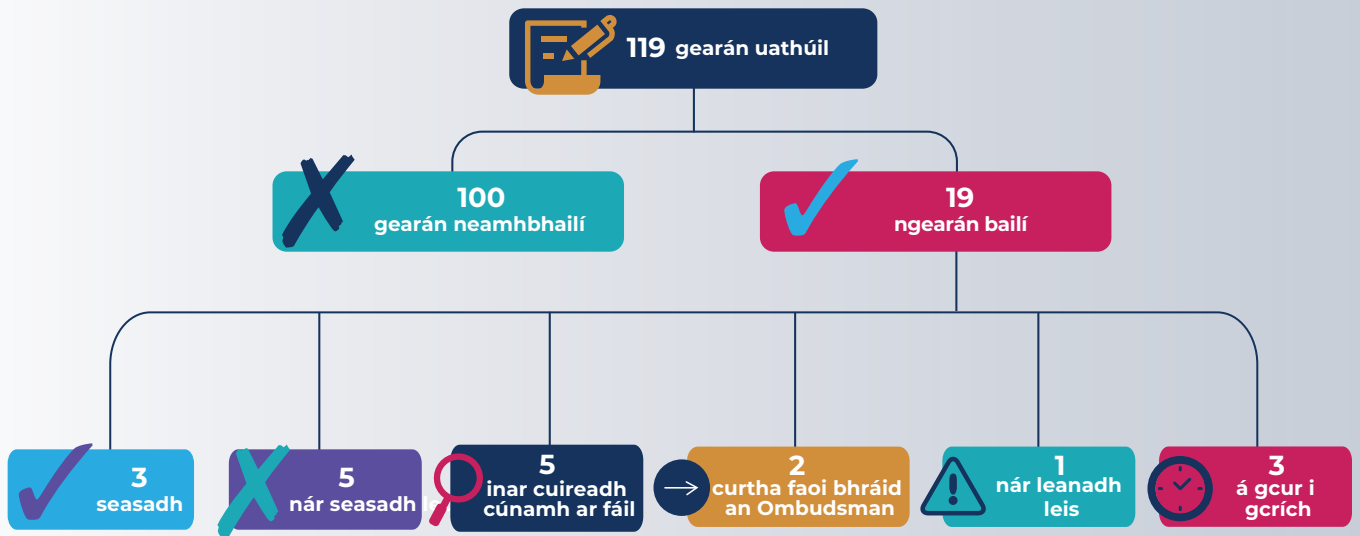 119 gearán uathúil
100
gearán neamhbhailí
19
ngearán bailí
3
seasadh
5
nár seasadh
5
inar cuireadh
cúnamh ar fáil
2
curtha faoi bhráid
an Ombudsman
1
nár leanadh
leis
3
á gcur i
gcrích